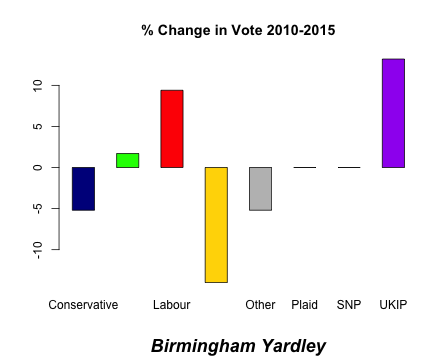 % Change in Vote 2010-2015
10
5
0
-5
-10
Conservative Labour Other Plaid SNP UKIP
Birmingham Yardley